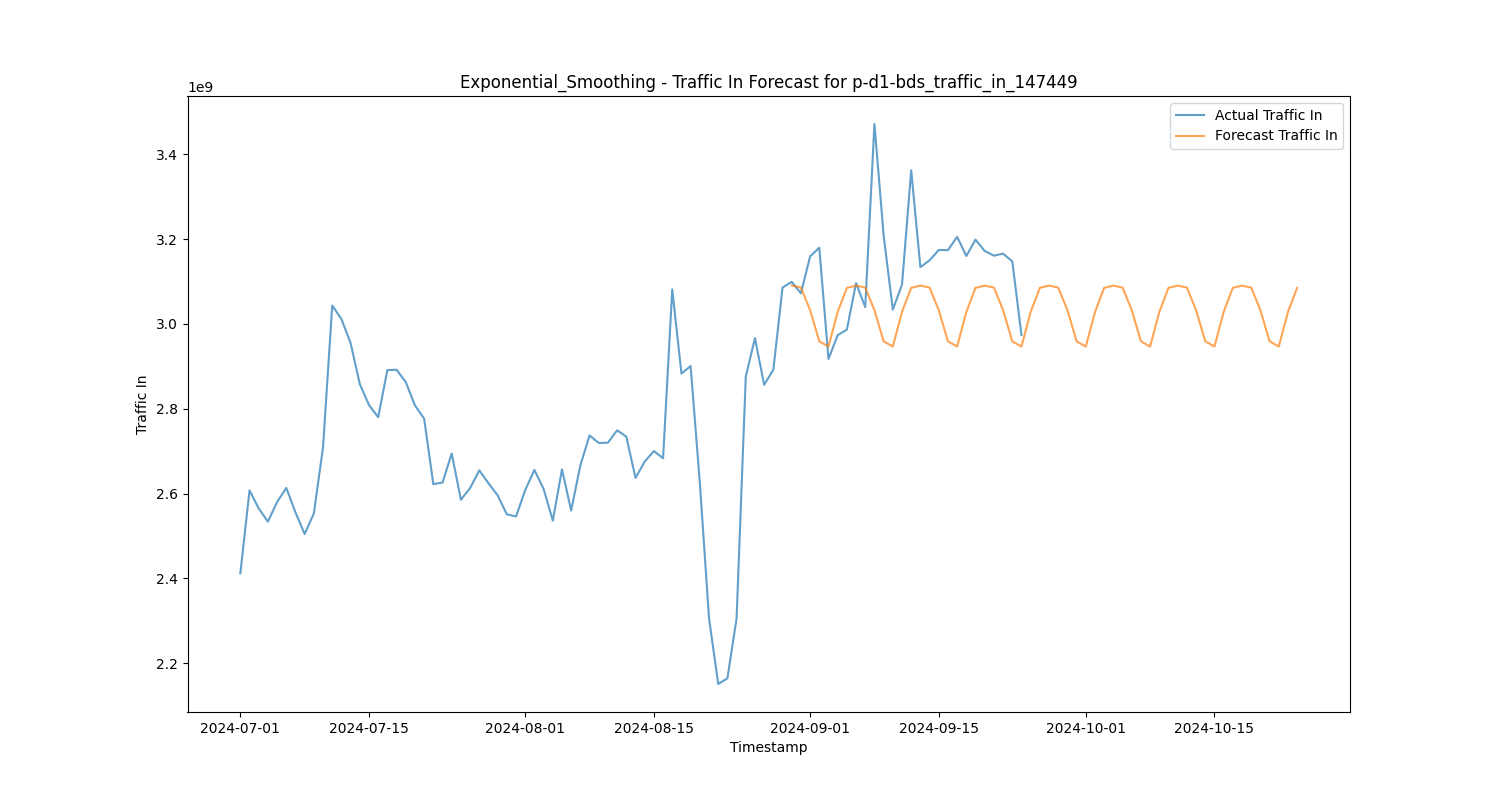 Exponential_Smoothing - Traffic In Forecast for p-d1-bds_traffic_in_147449
1e9
Actual Traffic In
Forecast Traffic In
3.4
3.2
3.0
2.8
2.6
2.4
2.2
Traffic In
2024-07-01 2024-07-15 2024-08-01 2024-08-15 2024-09-01 2024-09-15 2024-10-01 2024-10-15
Timestamp